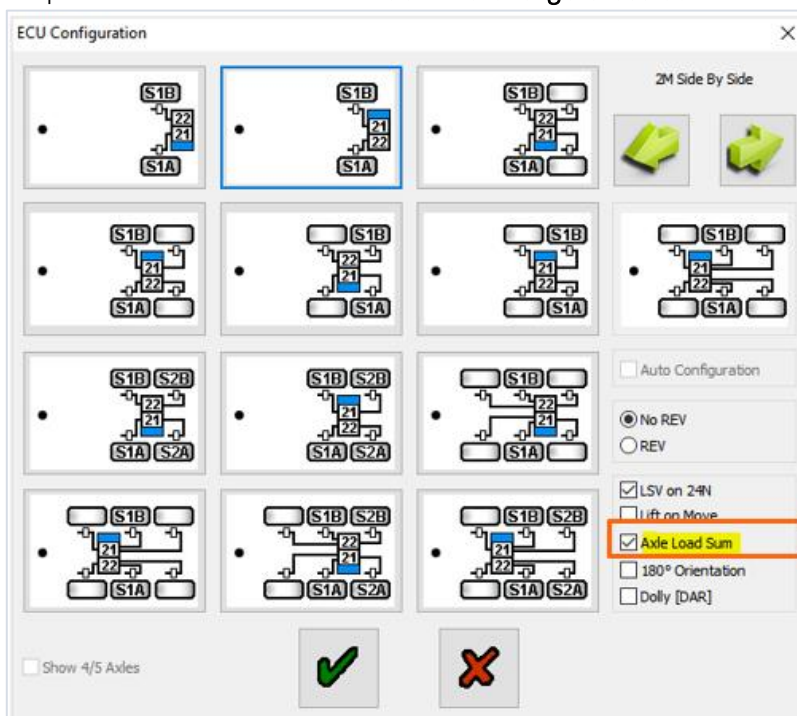 ECU Configuration
2M Side By Side
S1B
22
21
S1A
S1B
21
22
S1A
S1B
22
21
S1A
S1B
21
22
S1A
S1B
22
21
S1A
S1B
21
22
S1A
S1B
21
22
S1A
Auto Configuration
S1B S2B
22
21
S1A S2A
S1B S2B
21
22
S1A S2A
S1B
22
21
S1A
No REV
REV
LSV on 24N
Lift on Move
Axle Load Sum
180° Orientation
Dolly [DAR]
S1B
21
22
S1A
S1B S2B
22
21
S1A S2A
S1B S2B
21
22
S1A S2A
Show 4/5 Axles